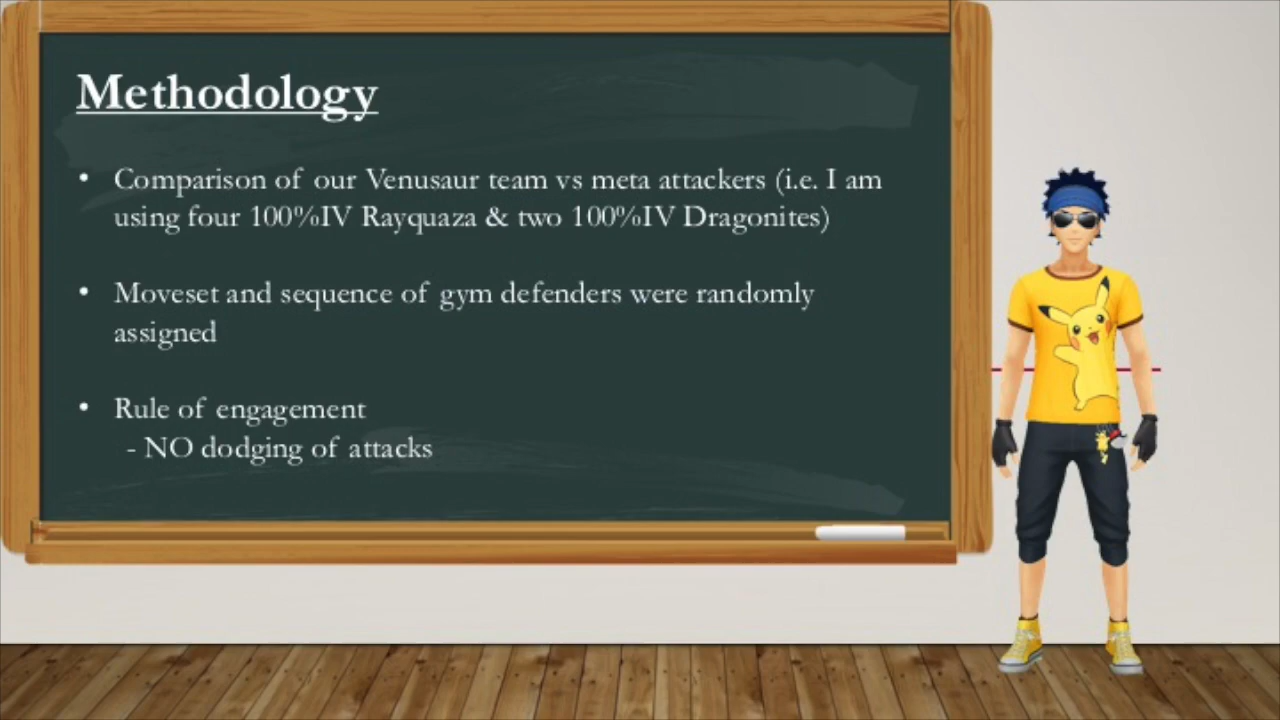 Methodology
• Comparison of our Venusaur team vs meta attackers (i.e. I am
using four 100%IV Rayquaza & two 100%IV Dragonites)
• Moveset and sequence of gym defenders were randomly
assigned
• Rule of engagement
- NO dodging of attacks